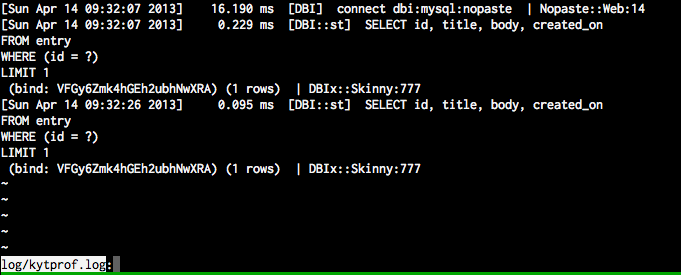 [Sun Apr 14 09:32:07 2013]    16.190 ms  [DBI]  connect dbi:mysql:nopaste  | Nopaste::Web:14
[Sun Apr 14 09:32:07 2013]     0.229 ms  [DBI::st]  SELECT id, title, body, created_on
FROM entry
WHERE (id = ?)
LIMIT 1
 (bind: VFGy6Zmk4hGEh2ubhNwXRA) (1 rows)  | DBIx::Skinny:777
[Sun Apr 14 09:32:26 2013]     0.095 ms  [DBI::st]  SELECT id, title, body, created_on
FROM entry
WHERE (id = ?)
LIMIT 1
 (bind: VFGy6Zmk4hGEh2ubhNwXRA) (1 rows)  | DBIx::Skinny:777
~
~
~
~
~
log/kytprof.log: